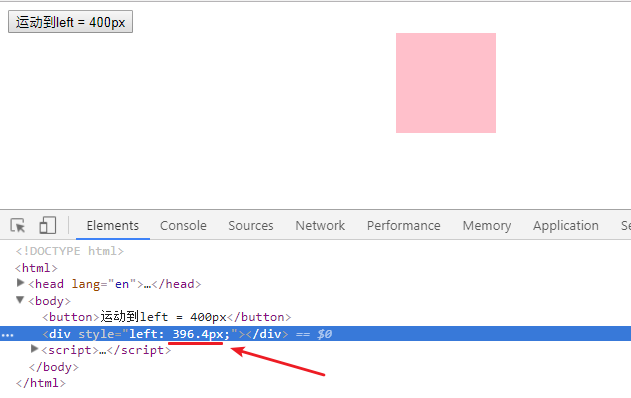 运动到left = 400px
Elements Console Sources Network Performance Memory Application
<!DOCTYPE html>
<html>
<head lang="en">…</head>
<body>
<button>运动到left = 400px</button>
<div style="left: 396.4px;"></div> == $0
<script>…</script>
</body>
</html>